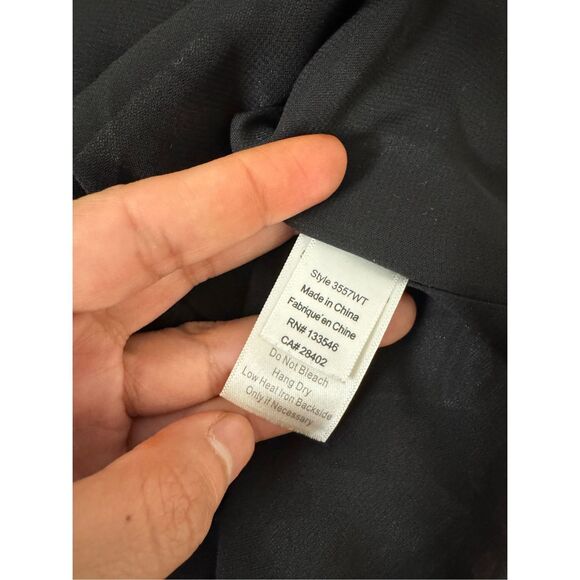 Style 3557WT
Made in China
Fabrique' en Chine
RN# 133546
CA# 28402
Do Not Bleach
Hang Dry
Low Heat Iron Backside
Only if Necessary